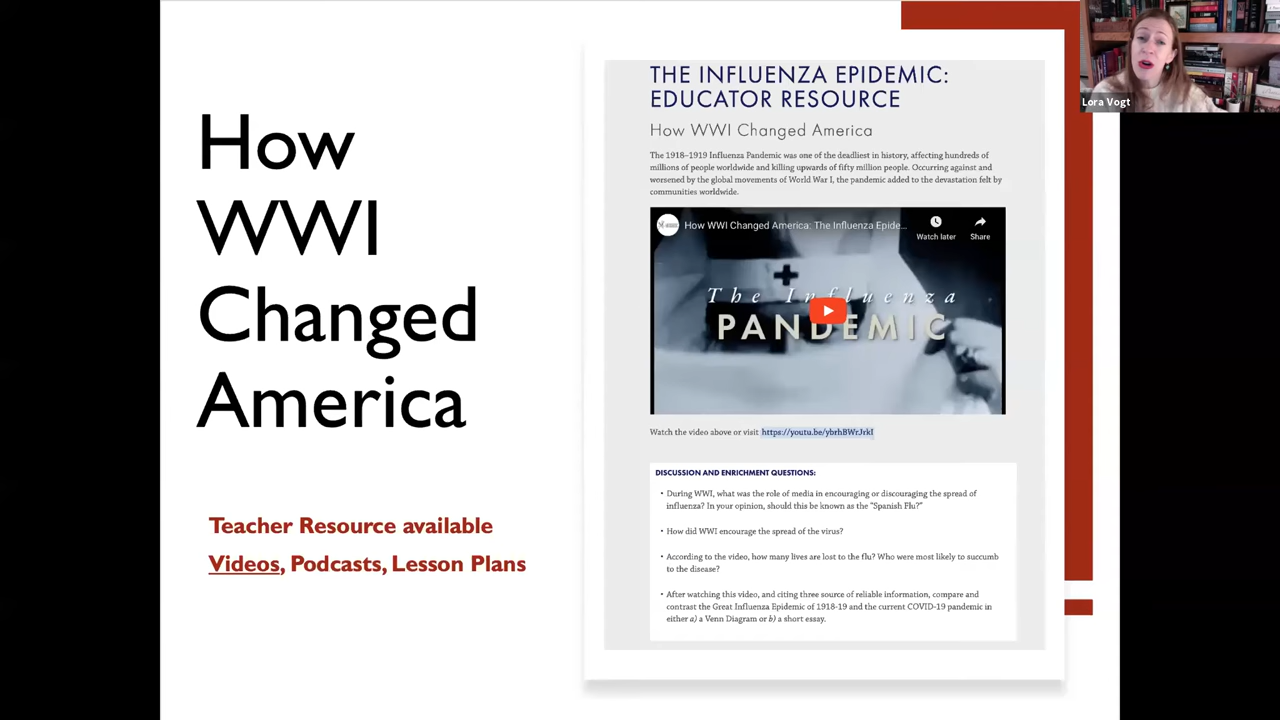 How
WWI
Changed
America
Teacher Resource available
Videos, Podcasts, Lesson Plans
THE INFLUENZA EPIDEMIC:
EDUCATOR RESOURCE
How WWI Changed America
The 1918–1919 Influenza Pandemic was one of the deadliest in history, affecting hundreds of
millions of people worldwide and killing upwards of fifty million people. Occurring against and
worsened by the global movements of World War I, the pandemic added to the devastation felt by
communities worldwide.
How WWI Changed America: The Influenza Epide...
Watch later
Share
The Influenza
PANDEMIC
Watch the video above or visit https://youtu.be/ybrhBWrJrkI
DISCUSSION AND ENRICHMENT QUESTIONS:
• During WWI, what was the role of media in encouraging or discouraging the spread of
influenza? In your opinion, should this be known as the “Spanish Flu?”
• How did WWI encourage the spread of the virus?
• According to the video, how many lives are lost to the flu? Who were most likely to succumb
to the disease?
• After watching this video, and citing three source of reliable information, compare and
contrast the Great Influenza Epidemic of 1918-19 and the current COVID-19 pandemic in
either a) a Venn Diagram or b) a short essay.
Lora Vogt